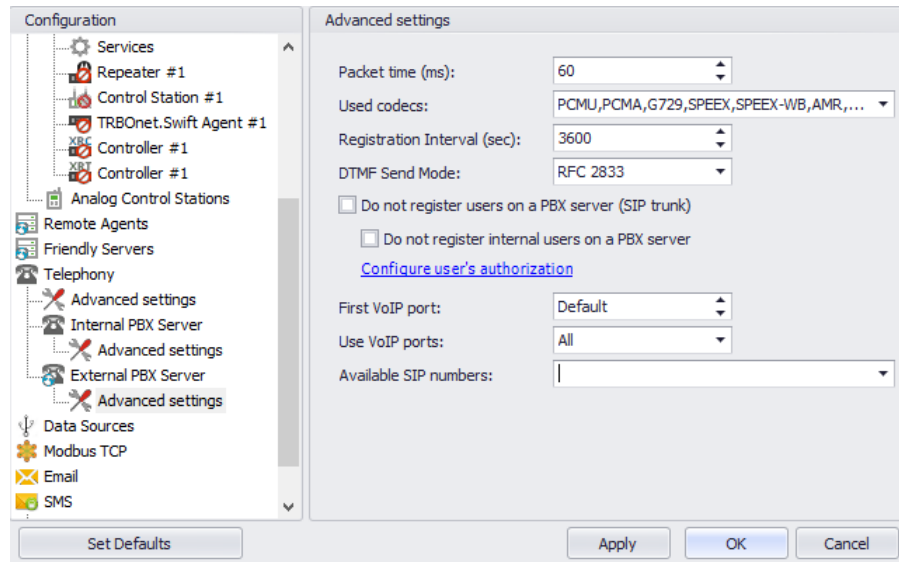 Configuration
Services
Repeater #1
Control Station #1
TRBOnet.Swift Agent #1
XRC Controller #1
XRT Controller #1
Analog Control Stations
Remote Agents
Friendly Servers
Telephony
Advanced settings
Internal PBX Server
Advanced settings
External PBX Server
Advanced settings
Data Sources
Modbus TCP
Email
SMS
Set Defaults
Advanced settings
Packet time (ms): 60
Used codecs: PCMU,PCMA,G729,SPEEX,SPEEX-WB,AMR,...
Registration Interval (sec): 3600
DTMF Send Mode: RFC 2833
Do not register users on a PBX server (SIP trunk)
Do not register internal users on a PBX server
Configure user's authorization
First VoIP port: Default
Use VoIP ports: All
Available SIP numbers:
Apply OK Cancel